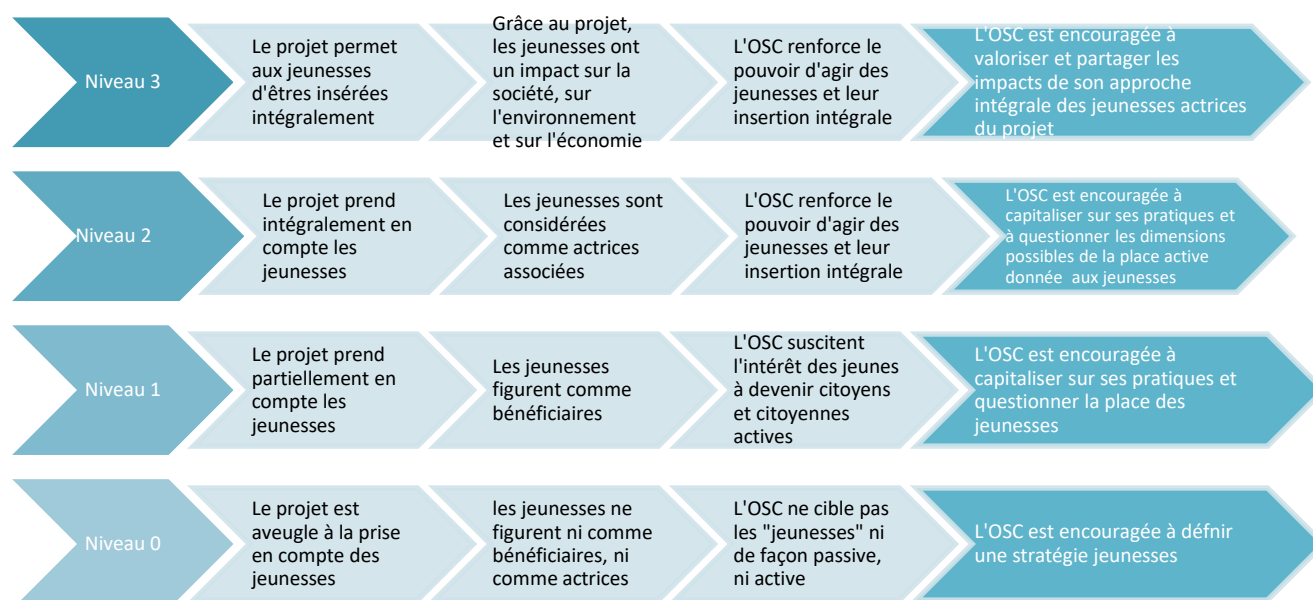 Niveau 3
Le projet permet
aux jeunesses
d'êtres insérées
intégralement
Grâce au projet,
les jeunesses ont
un impact sur la
société, sur
l'environnement
et sur l'économie
L'OSC renforce le
pouvoir d'agir des
jeunesses et leur
insertion intégrale
L'OSC est encouragée à
valoriser et partager les
impacts de son approche
intégrale des jeunesses actrices
du projet
Niveau 2
Le projet prend
intégralement en
compte les
jeunesses
Les jeunesses sont
considérées
comme actrices
associées
L'OSC renforce le
pouvoir d'agir des
jeunesses et leur
insertion intégrale
L'OSC est encouragée à
capitaliser sur ses pratiques et
à questionner les dimensions
possibles de la place active
donnée aux jeunesses
Niveau 1
Le projet prend
partiellement en
compte les
jeunesses
Les jeunesses
figurent comme
bénéficiaires
L'OSC suscitent
l'intérêt des jeunes
à devenir citoyens
et citoyennes
actives
L'OSC est encouragée à
capitaliser sur ses pratiques et
questionner la place des
jeunesses
Niveau 0
Le projet est
aveugle à la prise
en compte des
jeunesses
les jeunesses ne
figurent ni comme
bénéficiaires, ni
comme actrices
L'OSC ne cible pas
les "jeunesses" ni
de façon passive,
ni active
L'OSC est encouragée à défnir
une stratégie jeunesses